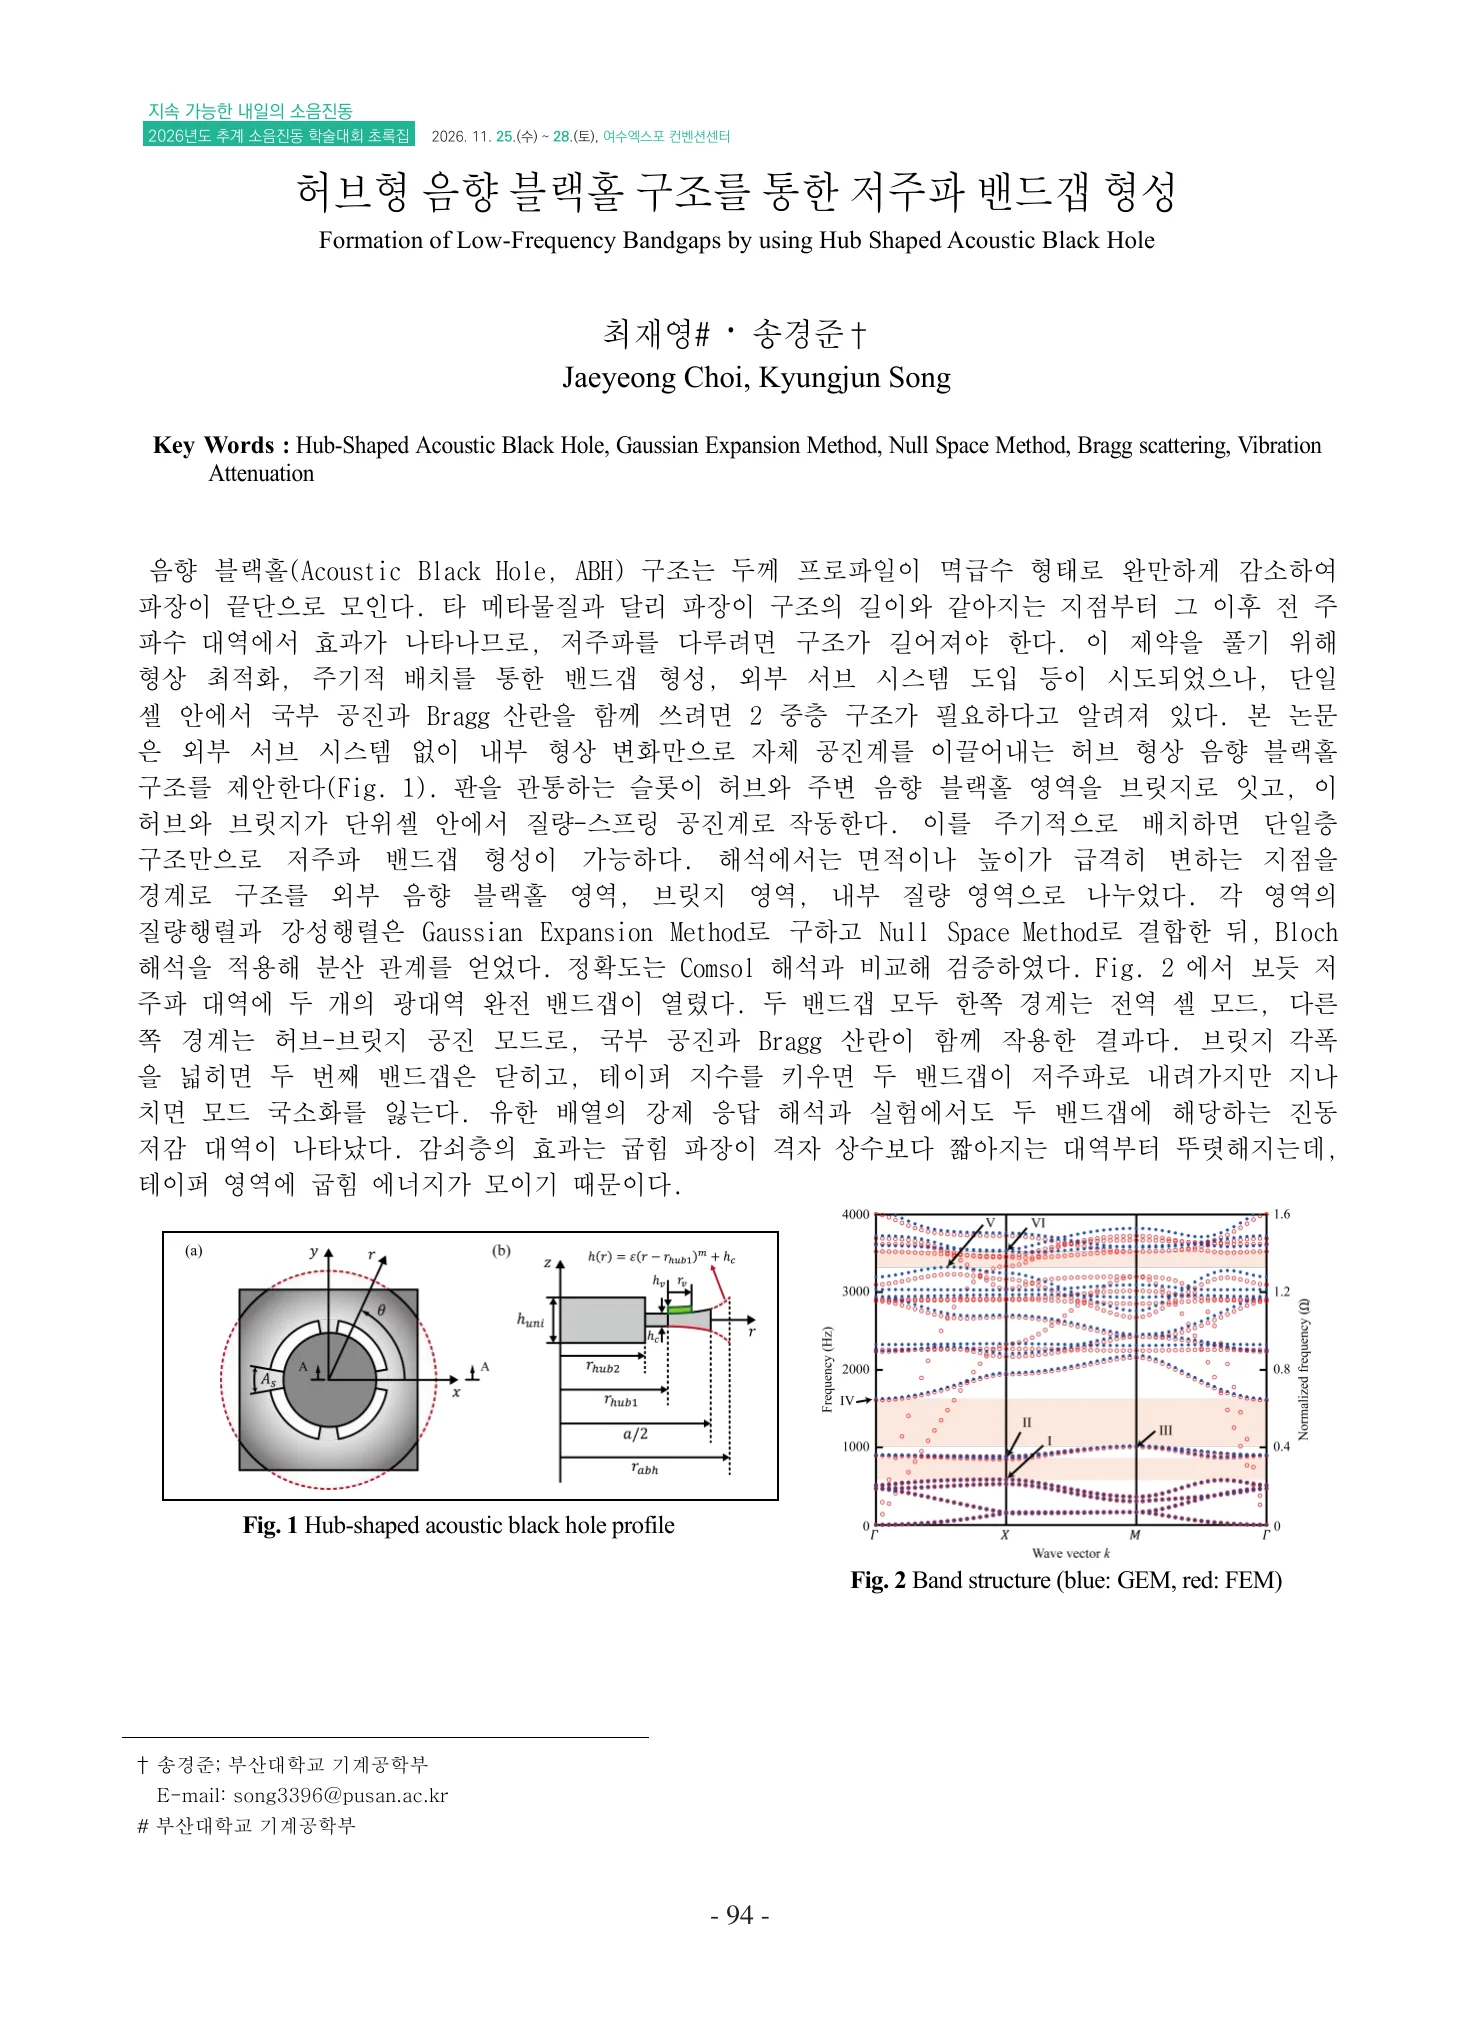 지속 가능한 내일의 소음진동
2026년도 추계 소음진동 학술대회 초록집 2026. 11. 25.(수) ~ 28.(토), 여수엑스포 컨벤션센터
허브형 음향 블랙홀 구조를 통한 저주파 밴드갭 형성
Formation of Low-Frequency Bandgaps by using Hub Shaped Acoustic Black Hole
최재영# · 송경준†
Jaeyeong Choi, Kyungjun Song
Key Words : Hub-Shaped Acoustic Black Hole, Gaussian Expansion Method, Null Space Method, Bragg scattering, Vibration
Attenuation
음향 블랙홀(Acoustic Black Hole, ABH) 구조는 두께 프로파일이 멱급수 형태로 완만하게 감소하여
파장이 끝단으로 모인다. 타 메타물질과 달리 파장이 구조의 길이와 같아지는 지점부터 그 이후 전 주
파수 대역에서 효과가 나타나므로, 저주파를 다루려면 구조가 길어져야 한다. 이 제약을 풀기 위해
형상 최적화, 주기적 배치를 통한 밴드갭 형성, 외부 서브 시스템 도입 등이 시도되었으나, 단일
셀 안에서 국부 공진과 Bragg 산란을 함께 쓰려면 2 중층 구조가 필요하다고 알려져 있다. 본 논문
은 외부 서브 시스템 없이 내부 형상 변화만으로 자체 공진계를 이끌어내는 허브 형상 음향 블랙홀
구조를 제안한다(Fig. 1). 판을 관통하는 슬롯이 허브와 주변 음향 블랙홀 영역을 브릿지로 잇고, 이
허브와 브릿지가 단위셀 안에서 질량-스프링 공진계로 작동한다. 이를 주기적으로 배치하면 단일층
구조만으로 저주파 밴드갭 형성이 가능하다. 해석에서는 면적이나 높이가 급격히 변하는 지점을
경계로 구조를 외부 음향 블랙홀 영역, 브릿지 영역, 내부 질량 영역으로 나누었다. 각 영역의
질량행렬과 강성행렬은 Gaussian Expansion Method로 구하고 Null Space Method로 결합한 뒤, Bloch
해석을 적용해 분산 관계를 얻었다. 정확도는 Comsol 해석과 비교해 검증하였다. Fig. 2 에서 보듯 저
주파 대역에 두 개의 광대역 완전 밴드갭이 열렸다. 두 밴드갭 모두 한쪽 경계는 전역 셀 모드, 다른
쪽 경계는 허브-브릿지 공진 모드로, 국부 공진과 Bragg 산란이 함께 작용한 결과다. 브릿지 각폭
을 넓히면 두 번째 밴드갭은 닫히고, 테이퍼 지수를 키우면 두 밴드갭이 저주파로 내려가지만 지나
치면 모드 국소화를 잃는다. 유한 배열의 강제 응답 해석과 실험에서도 두 밴드갭에 해당하는 진동
저감 대역이 나타났다. 감쇠층의 효과는 굽힘 파장이 격자 상수보다 짧아지는 대역부터 뚜렷해지는데,
테이퍼 영역에 굽힘 에너지가 모이기 때문이다.
(a)
y
r
θ
A
A
A_s
x
(b)
z
h(r) = ε(r − r_hub1)^m + h_c
h_v
r_v
h_uni
h_c
r
r_hub2
r_hub1
a/2
r_abh
Fig. 1 Hub-shaped acoustic black hole profile
4000
3000
2000
1000
0
Frequency (Hz)
V
VI
IV
II
I
III
1.6
1.2
0.8
0.4
0
Normalized frequency (Ω)
Γ X M Γ
Wave vector k
Fig. 2 Band structure (blue: GEM, red: FEM)
† 송경준; 부산대학교 기계공학부
E-mail: song3396@pusan.ac.kr
# 부산대학교 기계공학부
- 94 -